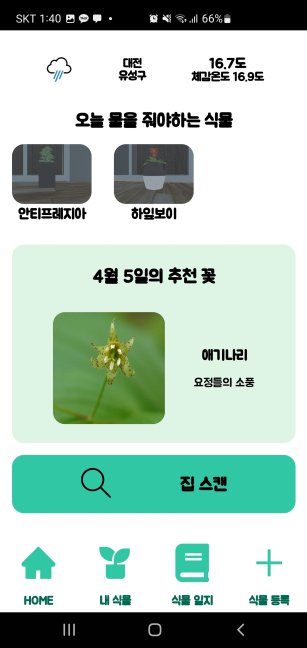 SKT 1:40
66%
대전
유성구
16.7도
체감온도 16.9도
오늘 물을 줘야하는 식물
안티프레지아
하잎보이
4월 5일의 추천 꽃
애기나리
요정들의 소풍
집 스캔
HOME
내 식물
식물 일지
식물 등록